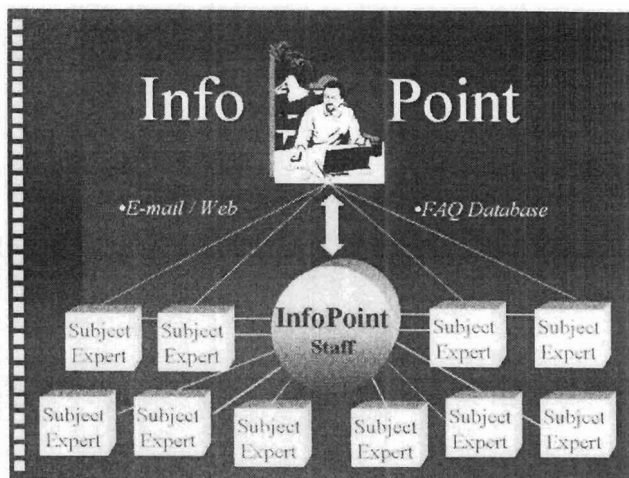 Info Point
•E-mail / Web •FAQ Database
InfoPoint
Staff
Subject
Expert
Subject
Expert
Subject
Expert
Subject
Expert
Subject
Expert
Subject
Expert
Subject
Expert
Subject
Expert
Subject
Expert
Subject
Expert